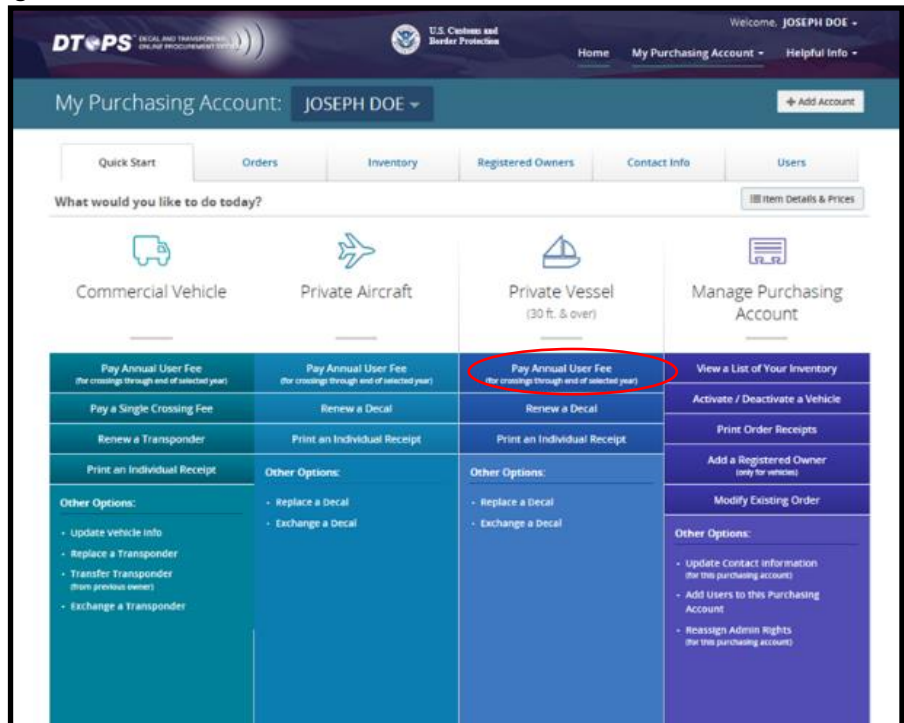 Welcome, JOSEPH DOE
DTOPS DECAL AND TRANSPONDER
ONLINE PROCUREMENT SYSTEM
U.S. Customs and
Border Protection
Home My Purchasing Account Helpful Info
My Purchasing Account: JOSEPH DOE + Add Account
Quick Start Orders Inventory Registered Owners Contact Info Users
What would you like to do today? Item Details & Prices
Commercial Vehicle
Private Aircraft
Private Vessel
(30 ft. & over)
Manage Purchasing
Account
Pay Annual User Fee
(for crossings through end of selected year)
Pay a Single Crossing Fee
Renew a Transponder
Print an Individual Receipt
Other Options:
- Update Vehicle Info
- Replace a Transponder
- Transfer Transponder
(from previous owner)
- Exchange a Transponder
Pay Annual User Fee
(for crossings through end of selected year)
Renew a Decal
Print an Individual Receipt
Other Options:
- Replace a Decal
- Exchange a Decal
Pay Annual User Fee
(for crossings through end of selected year)
Renew a Decal
Print an Individual Receipt
Other Options:
- Replace a Decal
- Exchange a Decal
View a List of Your Inventory
Activate / Deactivate a Vehicle
Print Order Receipts
Add a Registered Owner
(only for vehicles)
Modify Existing Order
Other Options:
- Update Contact Information
(for this purchasing account)
- Add Users to this Purchasing
Account
- Reassign Admin Rights
(for this purchasing account)